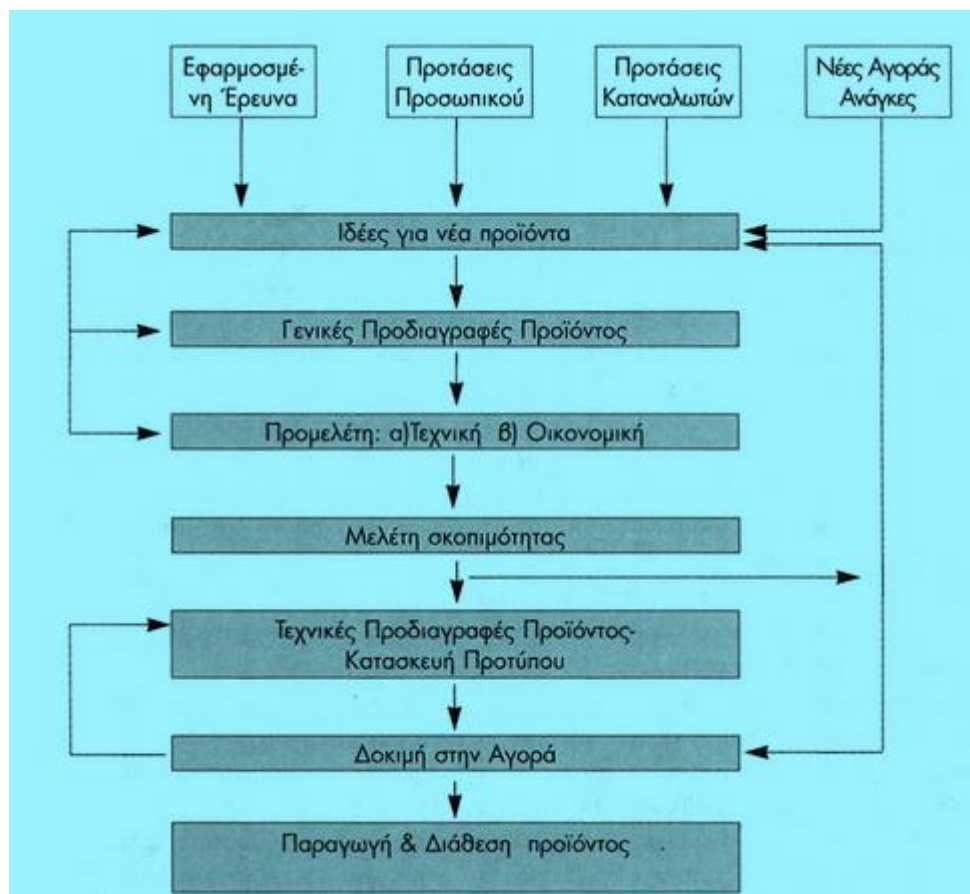 Εφαρμοσμέ-
νη Έρευνα
Προτάσεις
Προσωπικού
Προτάσεις
Καταναλωτών
Νέες Αγοράς
Ανάγκες
Ιδέες για νέα προϊόντα
Γενικές Προδιαγραφές Προϊόντος
Προμελέτη: α)Τεχνική β) Οικονομική
Μελέτη σκοπιμότητας
Τεχνικές Προδιαγραφές Προϊόντος-
Κατασκευή Προτύπου
Δοκιμή στην Αγορά
Παραγωγή & Διάθεση προϊόντος